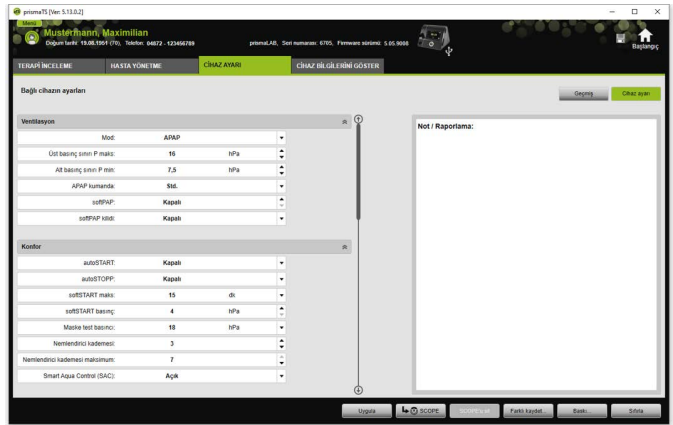 prismaTS [Ver: 5.13.0.2]
Menü
Mustermann, Maximilian
Doğum tarihi: 19.08.1951 (70), Telefon: 04872 - 123456789
prismaLAB, Seri numarası: 6705, Firmware sürümü: 5.05.9008
Başlangıç
TERAPİ İNCELEME HASTA YÖNETME CİHAZ AYARI CİHAZ BİLGİLERİNİ GÖSTER
Bağlı cihazın ayarları
Geçmiş Cihaz ayarı
Ventilasyon
Mod: APAP
Üst basınç sınırı P maks: 16 hPa
Alt basınç sınırı P min: 7,5 hPa
APAP kumanda: Std.
softPAP: Kapalı
softPAP kilidi: Kapalı
Konfor
autoSTART: Kapalı
autoSTOPP: Kapalı
softSTART maks: 15 dk
softSTART basınç: 4 hPa
Maske test basıncı: 18 hPa
Nemlendirici kademesi: 3
Nemlendirici kademesi maksimum: 7
Smart Aqua Control (SAC): Açık
Not / Raporlama:
Uygula SCOPE SCOPE'u al Farklı kaydet... Baskı... Sıfırla